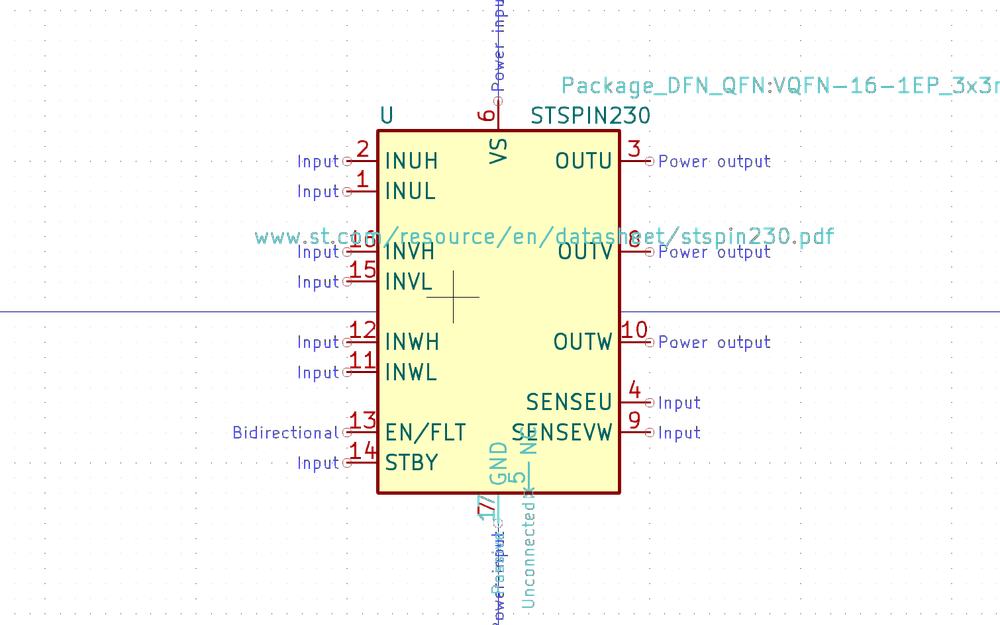 Power input
Package_DFN_QFN:VQFN-16-1EP_3x3m
U STSPIN230
6
VS
Input 2 INUH OUTU 3 Power output
Input 1 INUL
www.st.com/resource/en/datasheet/stspin230.pdf
Input 16 INVH OUTV 8 Power output
Input 15 INVL
Input 12 INWH OUTW 10 Power output
Input 11 INWL
SENSEU 4 Input
Bidirectional 13 EN/FLT SENSEVW 9 Input
Input 14 STBY
GND
NC
5
17
7
Power input
Passive
Unconnected